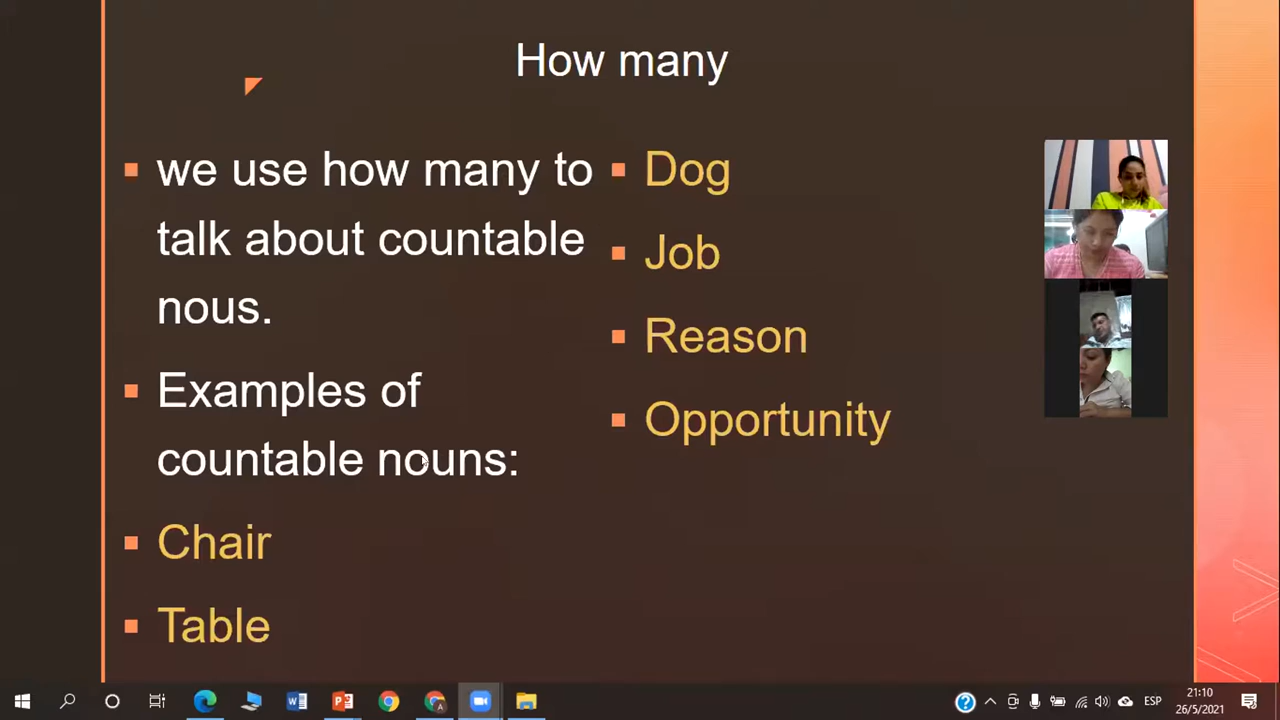 How many
we use how many to
talk about countable
nous.
Examples of
countable nouns:
Chair
Table
Dog
Job
Reason
Opportunity
ESP
21:10
26/5/2021